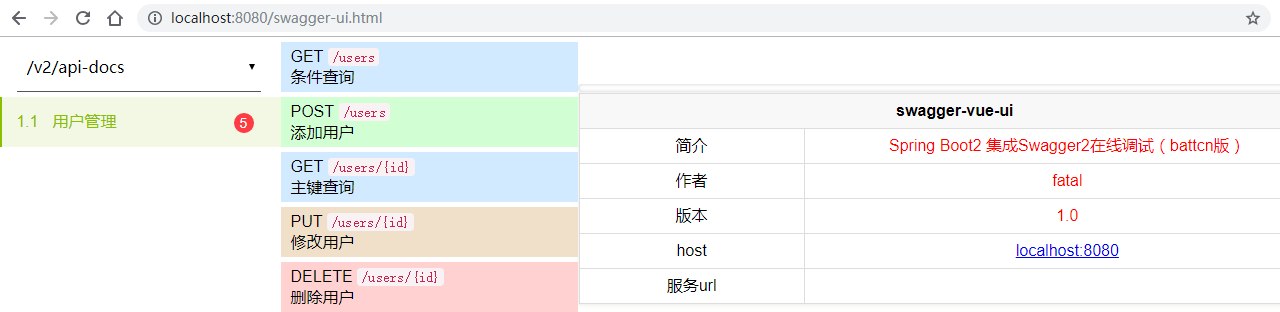 localhost:8080/swagger-ui.html
/v2/api-docs
1.1 用户管理 5
GET /users
条件查询
POST /users
添加用户
GET /users/{id}
主键查询
PUT /users/{id}
修改用户
DELETE /users/{id}
删除用户
swagger-vue-ui
简介 Spring Boot2 集成Swagger2在线调试（battcn版）
作者 fatal
版本 1.0
host localhost:8080
服务url